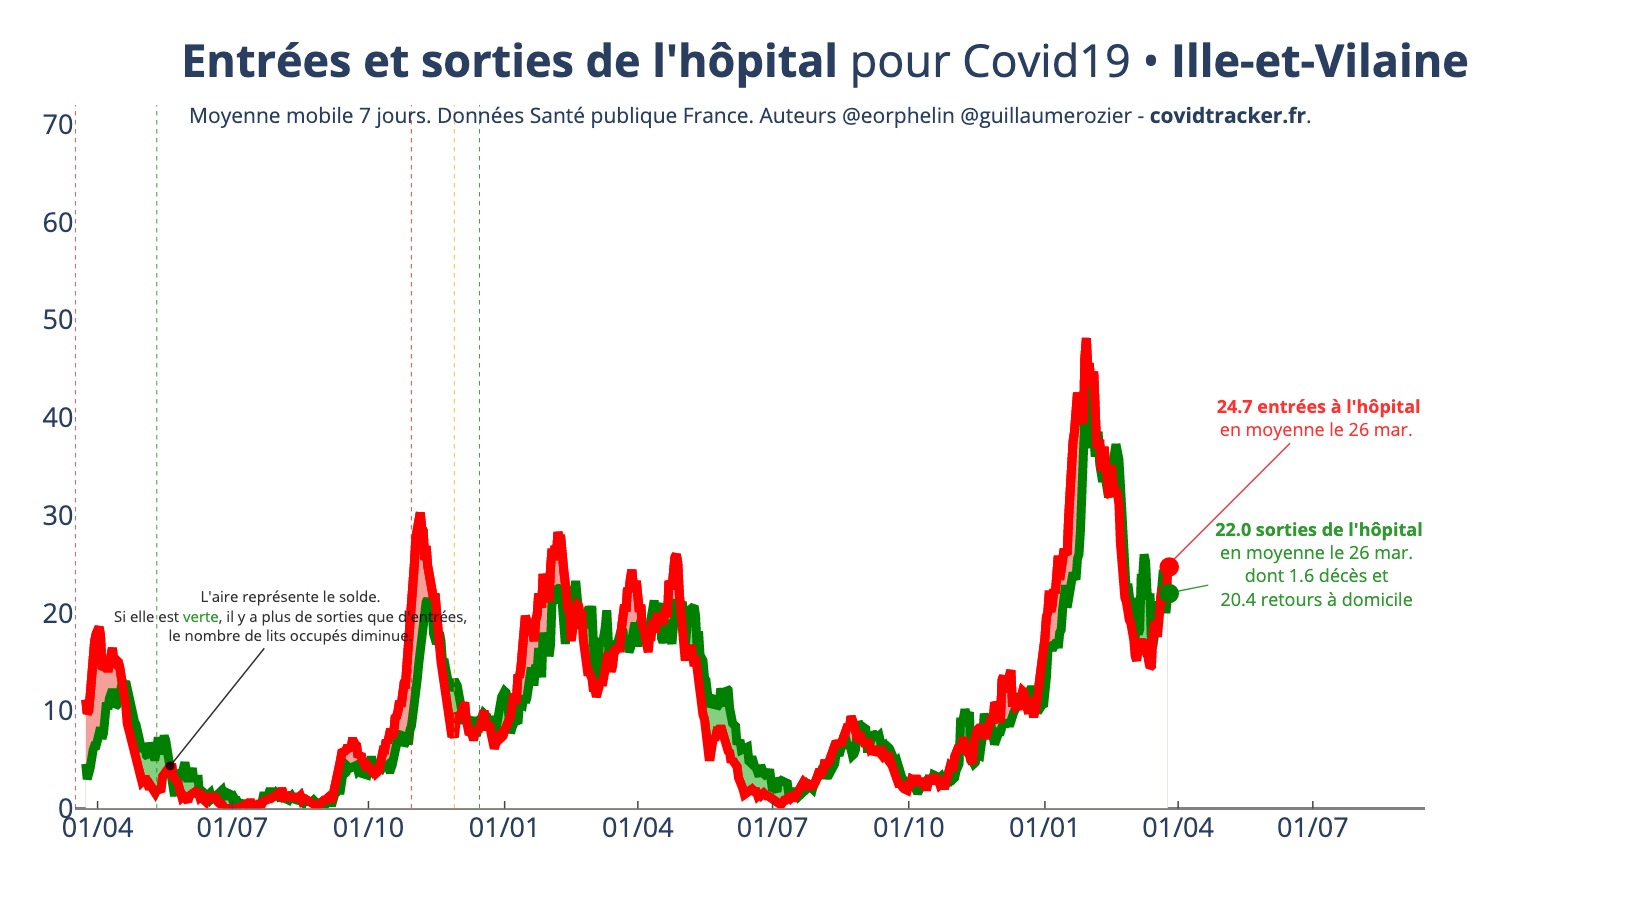 Entrées et sorties de l'hôpital pour Covid19 • Ille-et-Vilaine
Moyenne mobile 7 jours. Données Santé publique France. Auteurs @eorphelin @guillaumerozier - covidtracker.fr.
70
60
50
40
30
20
10
0
24.7 entrées à l'hôpital
en moyenne le 26 mar.
22.0 sorties de l'hôpital
en moyenne le 26 mar.
dont 1.6 décès et
20.4 retours à domicile
L'aire représente le solde.
Si elle est verte, il y a plus de sorties que d'entrées,
le nombre de lits occupés diminue.
01/04 01/07 01/10 01/01 01/04 01/07 01/10 01/01 01/04 01/07